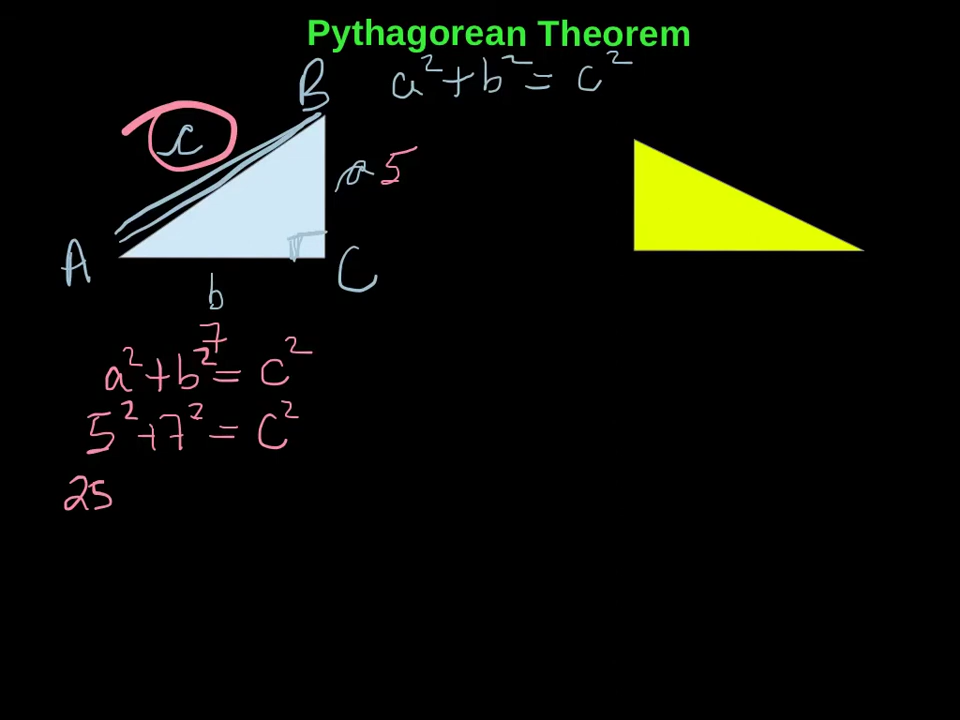 Pythagorean Theorem
a² + b² = c²
B
c
a 5
A
C
b
7
a² + b² = c²
5² + 7² = c²
25